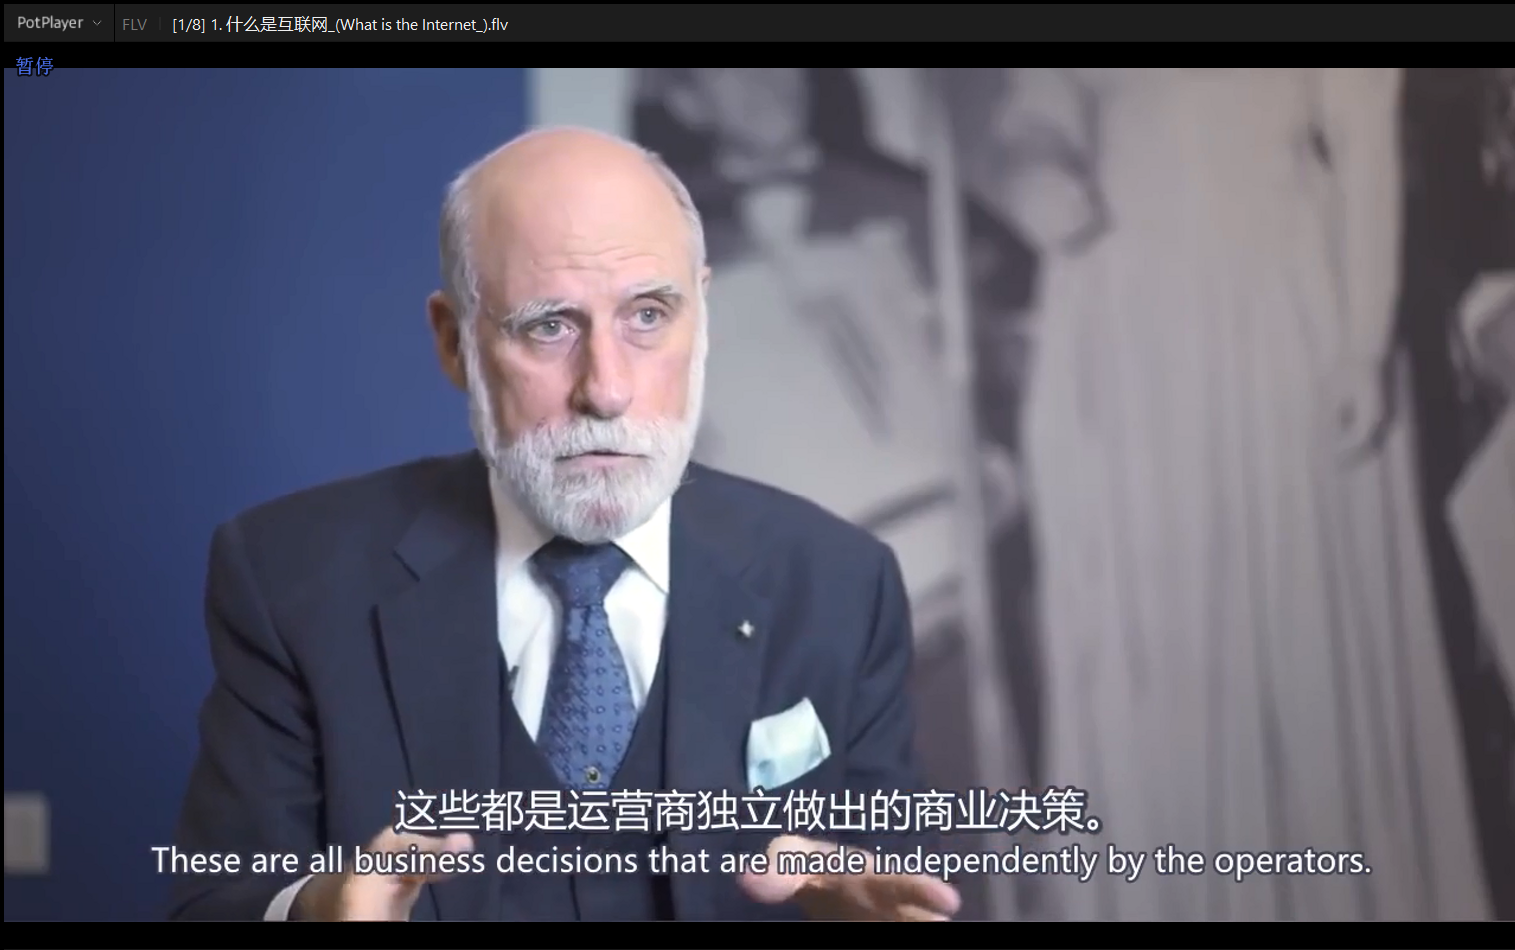 PotPlayer FLV [1/8] 1. 什么是互联网_(What is the Internet_).flv
暂停
这些都是运营商独立做出的商业决策。
These are all business decisions that are made independently by the operators.